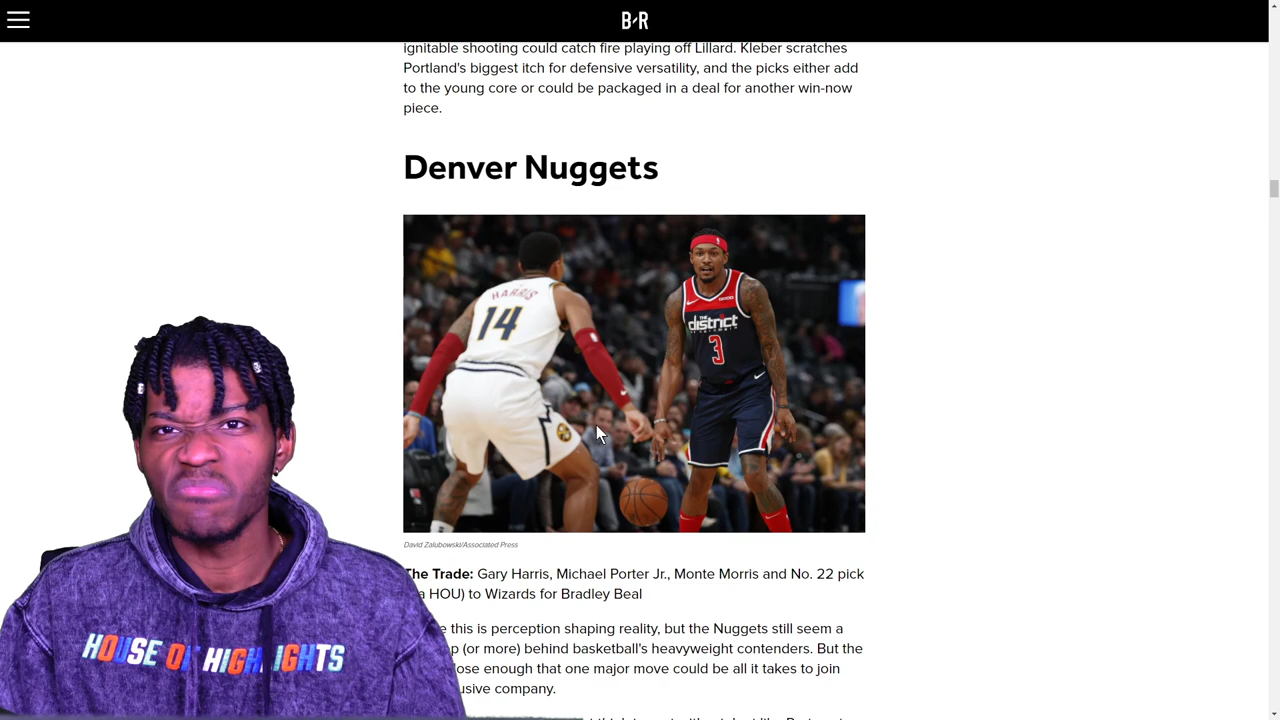 B/R
ignitable shooting could catch fire playing off Lillard. Kleber scratches
Portland's biggest itch for defensive versatility, and the picks either add
to the young core or could be packaged in a deal for another win-now
piece.
Denver Nuggets
HARRIS
14
THE
district
3
David Zalubowski/Associated Press
The Trade: Gary Harris, Michael Porter Jr., Monte Morris and No. 22 pick
HOU) to Wizards for Bradley Beal
this is perception shaping reality, but the Nuggets still seem a
(or more) behind basketball's heavyweight contenders. But the
enough that one major move could be all it takes to join
company.
HOUSE OF HIGHLIGHTS